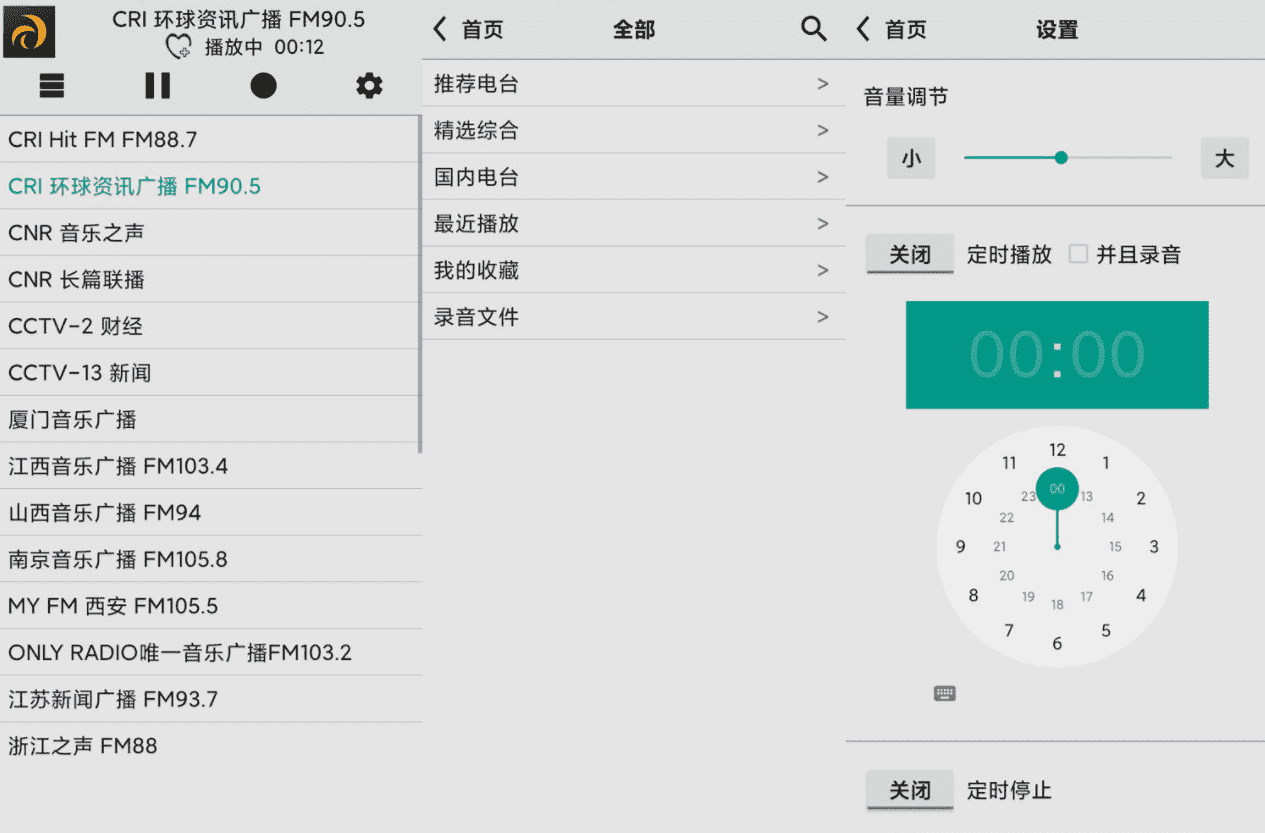 CRI 环球资讯广播 FM90.5
播放中 00:12
CRI Hit FM FM88.7
CRI 环球资讯广播 FM90.5
CNR 音乐之声
CNR 长篇联播
CCTV-2 财经
CCTV-13 新闻
厦门音乐广播
江西音乐广播 FM103.4
山西音乐广播 FM94
南京音乐广播 FM105.8
MY FM 西安 FM105.5
ONLY RADIO唯一音乐广播FM103.2
江苏新闻广播 FM93.7
浙江之声 FM88
首页 全部
推荐电台 >
精选综合 >
国内电台 >
最近播放 >
我的收藏 >
录音文件 >
首页 设置
音量调节
小 大
关闭 定时播放 并且录音
00:00
12
11 1
10 23 00 13 2
22 14
9 21 15 3
20 16
8 19 18 17 4
7 5
6
关闭 定时停止